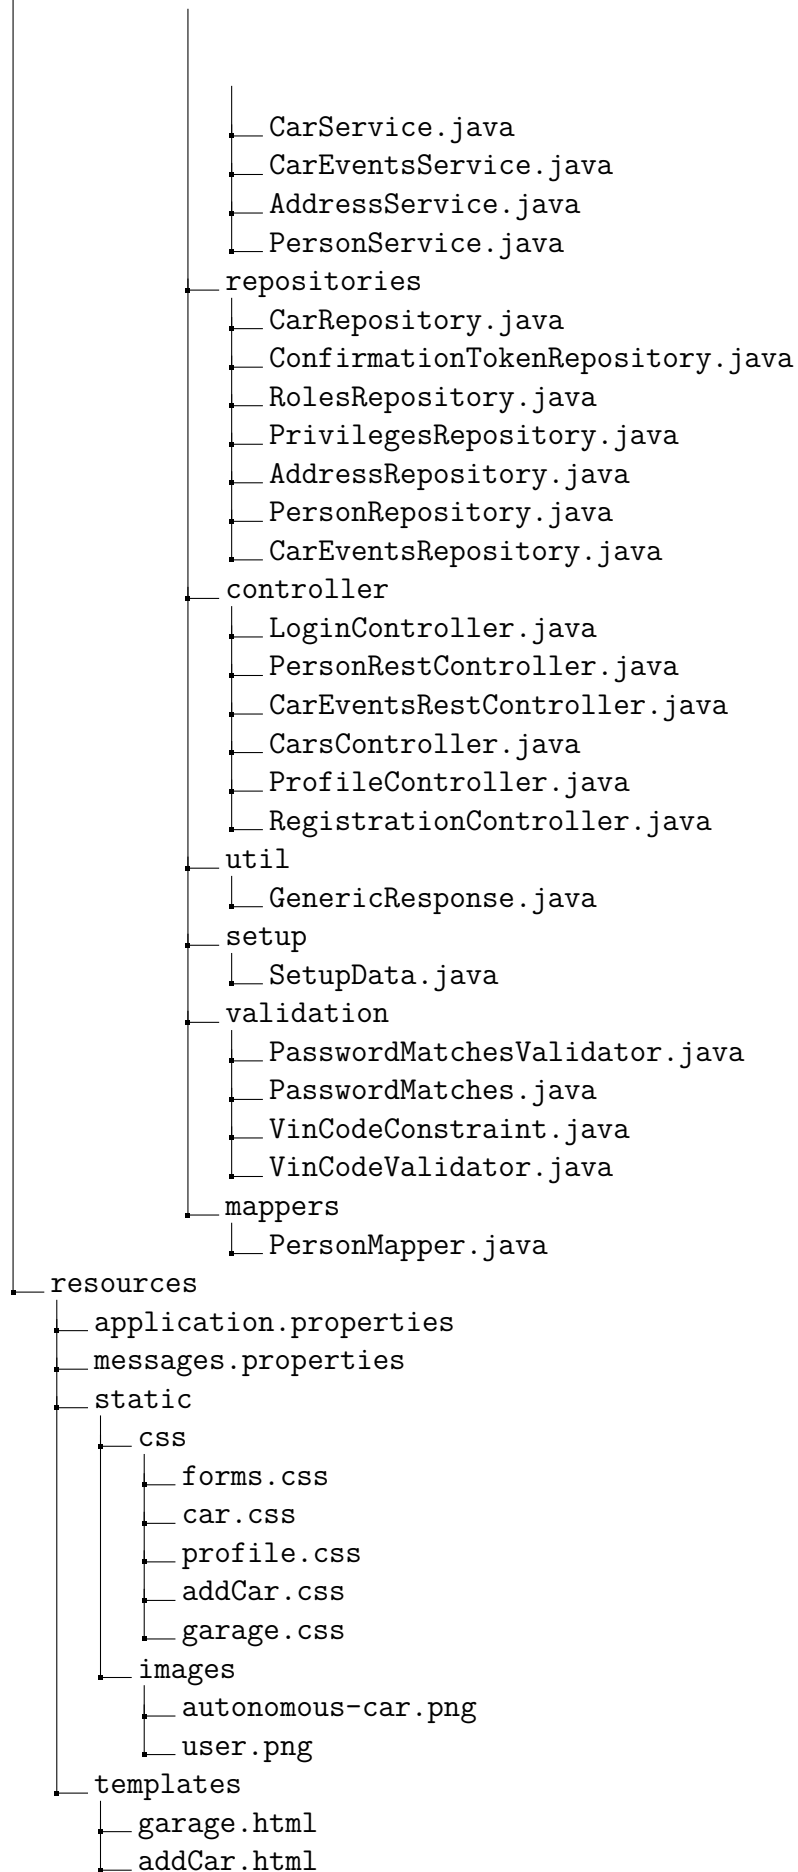 CarService.java
CarEventsService.java
AddressService.java
PersonService.java
repositories
CarRepository.java
ConfirmationTokenRepository.java
RolesRepository.java
PrivilegesRepository.java
AddressRepository.java
PersonRepository.java
CarEventsRepository.java
controller
LoginController.java
PersonRestController.java
CarEventsRestController.java
CarsController.java
ProfileController.java
RegistrationController.java
util
GenericResponse.java
setup
SetupData.java
validation
PasswordMatchesValidator.java
PasswordMatches.java
VinCodeConstraint.java
VinCodeValidator.java
mappers
PersonMapper.java
resources
application.properties
messages.properties
static
css
forms.css
car.css
profile.css
addCar.css
garage.css
images
autonomous-car.png
user.png
templates
garage.html
addCar.html